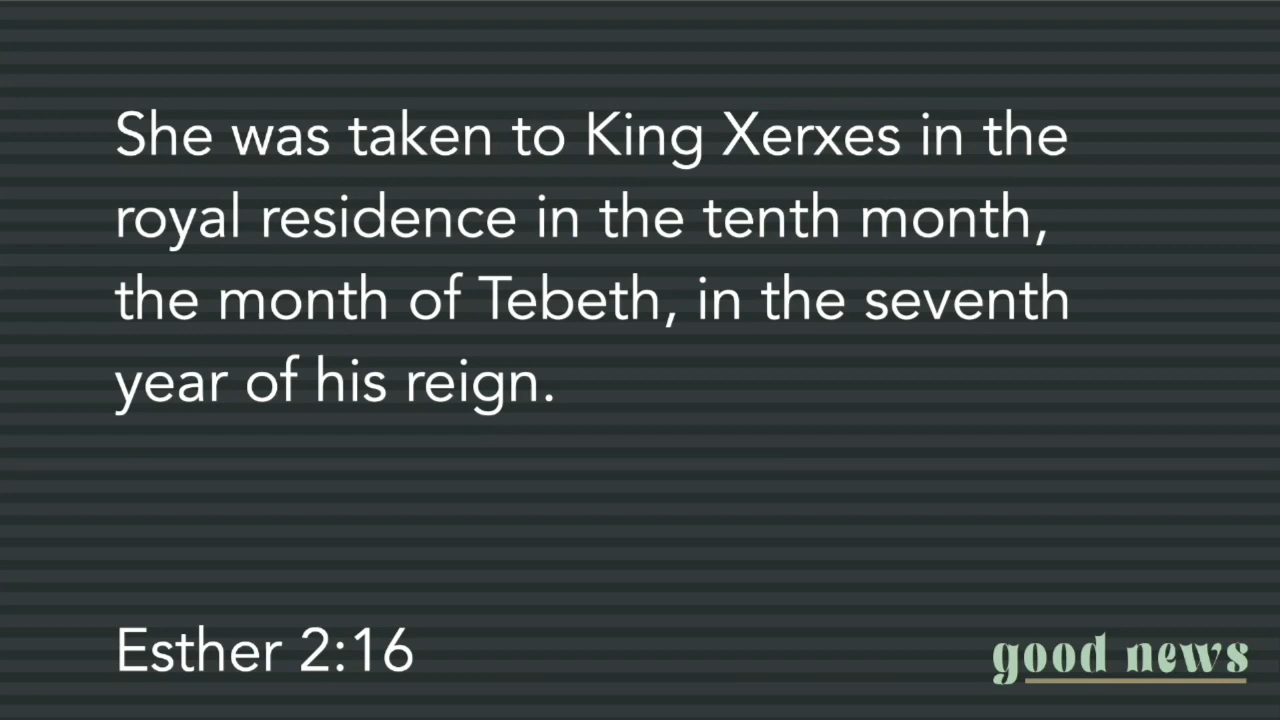 She was taken to King Xerxes in the
royal residence in the tenth month,
the month of Tebeth, in the seventh
year of his reign.
Esther 2:16
good news